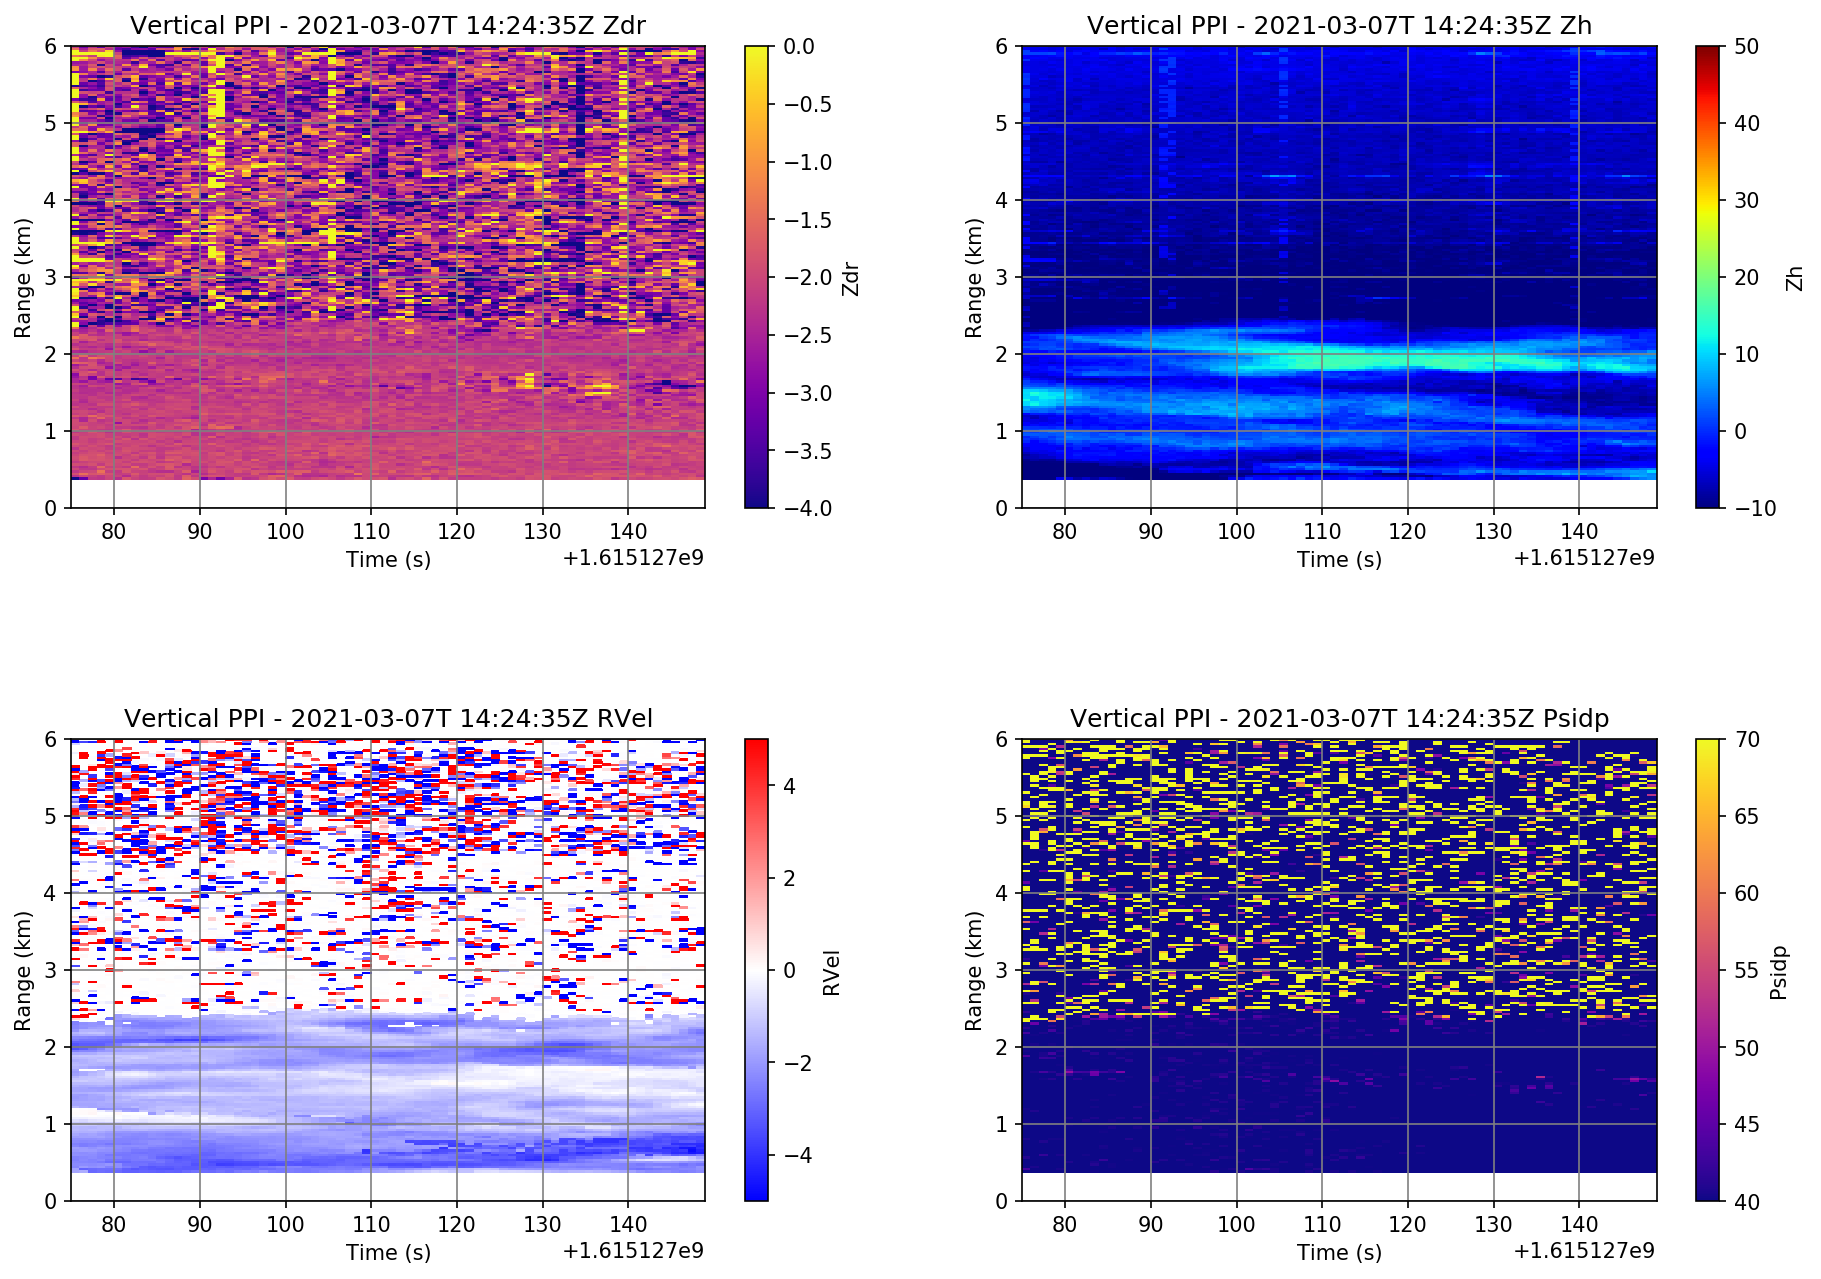 Vertical PPI - 2021-03-07T 14:24:35Z Zdr
6
5
4
3
2
1
0
Range (km)
80 90 100 110 120 130 140
Time (s)
+1.615127e9
0.0
−0.5
−1.0
−1.5
−2.0
−2.5
−3.0
−3.5
−4.0
Zdr
Vertical PPI - 2021-03-07T 14:24:35Z Zh
6
5
4
3
2
1
0
Range (km)
80 90 100 110 120 130 140
Time (s)
+1.615127e9
50
40
30
20
10
0
−10
Zh
Vertical PPI - 2021-03-07T 14:24:35Z RVel
6
5
4
3
2
1
0
Range (km)
80 90 100 110 120 130 140
Time (s)
+1.615127e9
4
2
0
−2
−4
RVel
Vertical PPI - 2021-03-07T 14:24:35Z Psidp
6
5
4
3
2
1
0
Range (km)
80 90 100 110 120 130 140
Time (s)
+1.615127e9
70
65
60
55
50
45
40
Psidp